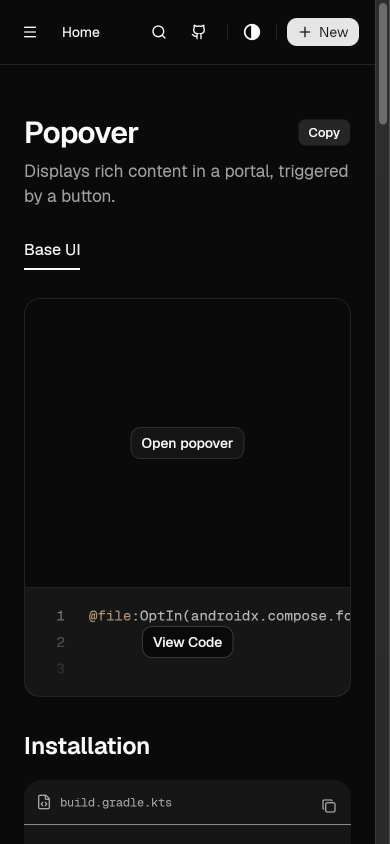 Home
New
Popover
Copy
Displays rich content in a portal, triggered
by a button.
Base UI
Open popover
1 @file:OptIn(androidx.compose.fo
2
View Code
3
Installation
build.gradle.kts